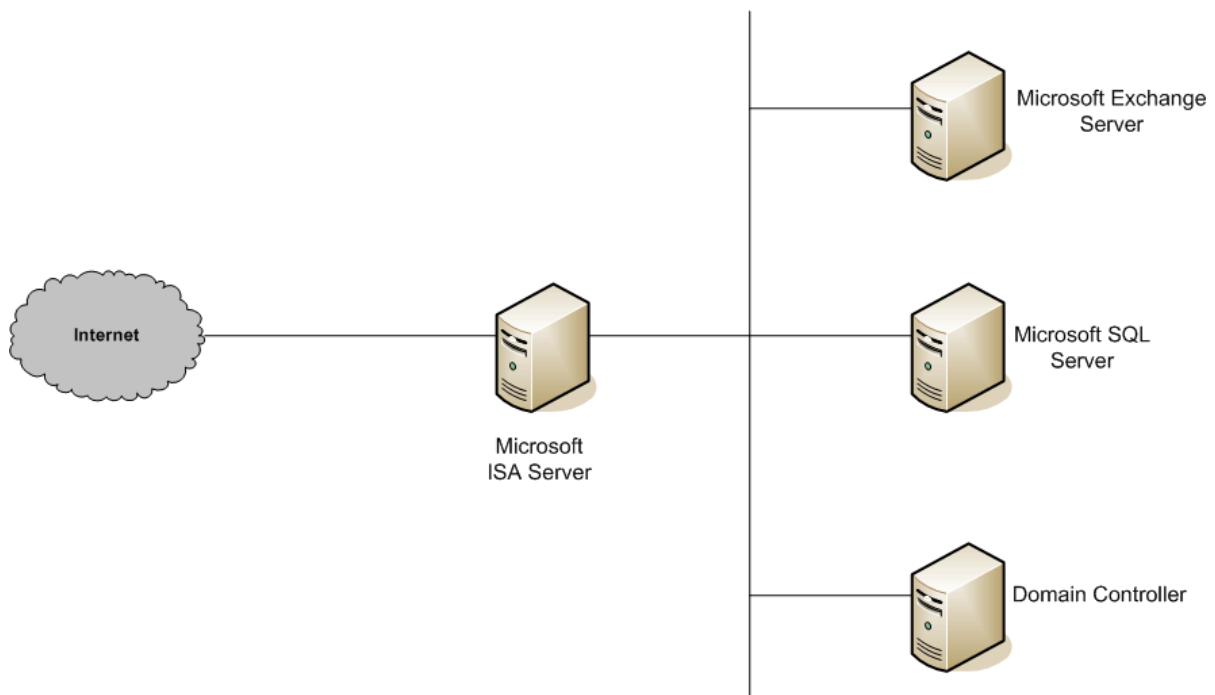 Internet
Microsoft
ISA Server
Microsoft Exchange
Server
Microsoft SQL
Server
Domain Controller